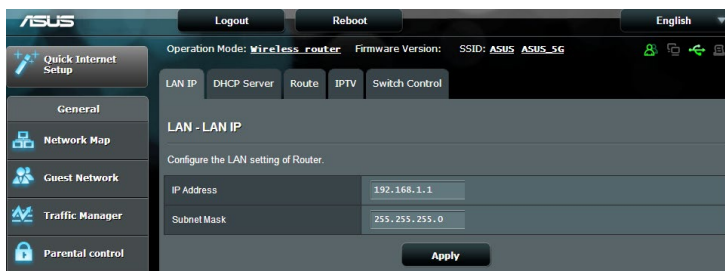 ASUS
Logout Reboot English
Quick Internet Setup
Operation Mode: Wireless router Firmware Version: SSID: ASUS ASUS_5G
LAN IP DHCP Server Route IPTV Switch Control
General
Network Map
Guest Network
Traffic Manager
Parental control
LAN - LAN IP
Configure the LAN setting of Router.
IP Address 192.168.1.1
Subnet Mask 255.255.255.0
Apply